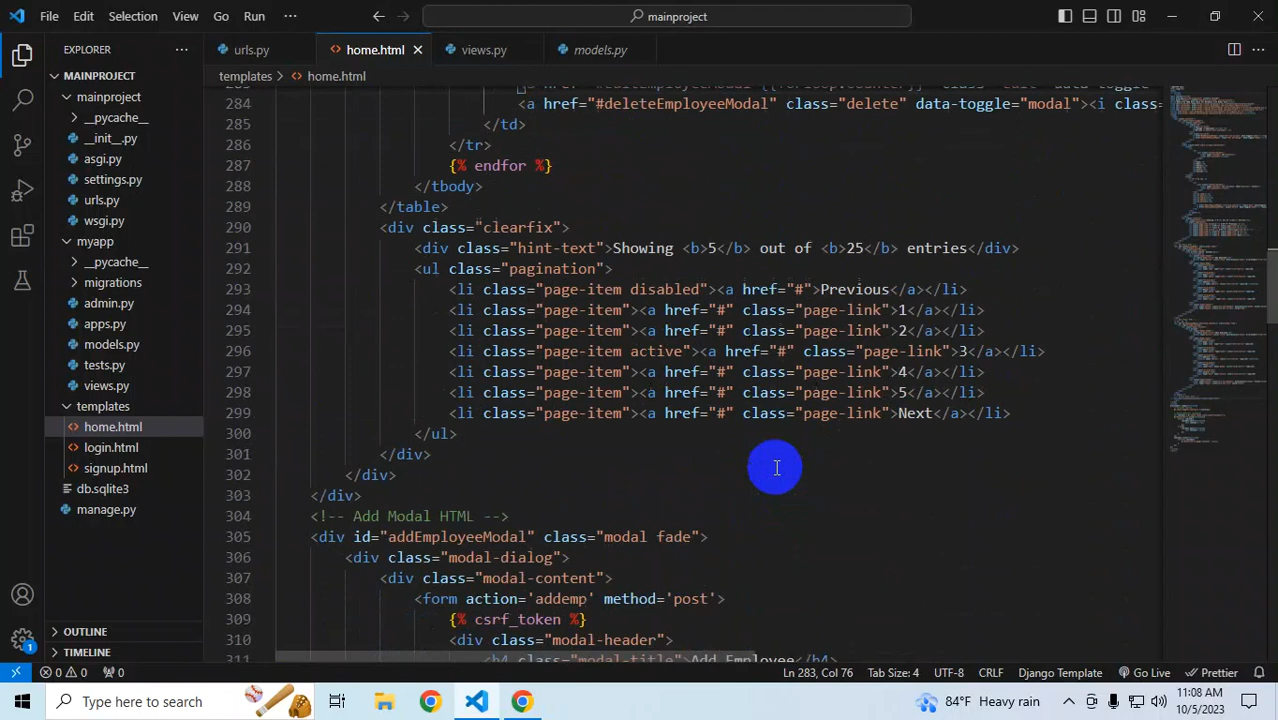 File Edit Selection View Go Run ··· mainproject
EXPLORER ···
urls.py
home.html
views.py
models.py
templates > home.html
MAINPROJECT
mainproject
__pycache__
__init__.py
asgi.py
settings.py
urls.py
wsgi.py
myapp
__pycache__
migrations
admin.py
apps.py
models.py
tests.py
views.py
templates
home.html
login.html
signup.html
db.sqlite3
manage.py
OUTLINE
TIMELINE
284 <a href="#deleteEmployeeModal" class="delete" data-toggle="modal"><i class
285 </td>
286 </tr>
287 {% endfor %}
288 </tbody>
289 </table>
290 <div class="clearfix">
291 <div class="hint-text">Showing <b>5</b> out of <b>25</b> entries</div>
292 <ul class="pagination">
293 <li class="page-item disabled"><a href="#">Previous</a></li>
294 <li class="page-item"><a href="#" class="page-link">1</a></li>
295 <li class="page-item"><a href="#" class="page-link">2</a></li>
296 <li class="page-item active"><a href="#" class="page-link">3</a></li>
297 <li class="page-item"><a href="#" class="page-link">4</a></li>
298 <li class="page-item"><a href="#" class="page-link">5</a></li>
299 <li class="page-item"><a href="#" class="page-link">Next</a></li>
300 </ul>
301 </div>
302 </div>
303 </div>
304 <!-- Add Modal HTML -->
305 <div id="addEmployeeModal" class="modal fade">
306 <div class="modal-dialog">
307 <div class="modal-content">
308 <form action='addemp' method='post'>
309 {% csrf_token %}
310 <div class="modal-header">
311 <h4 class="modal-title">Add Employee</h4>
0 0 0 Ln 283, Col 76 Tab Size: 4 UTF-8 CRLF Django Template Go Live Prettier
1
Type here to search
84°F Heavy rain
11:08 AM
10/5/2023